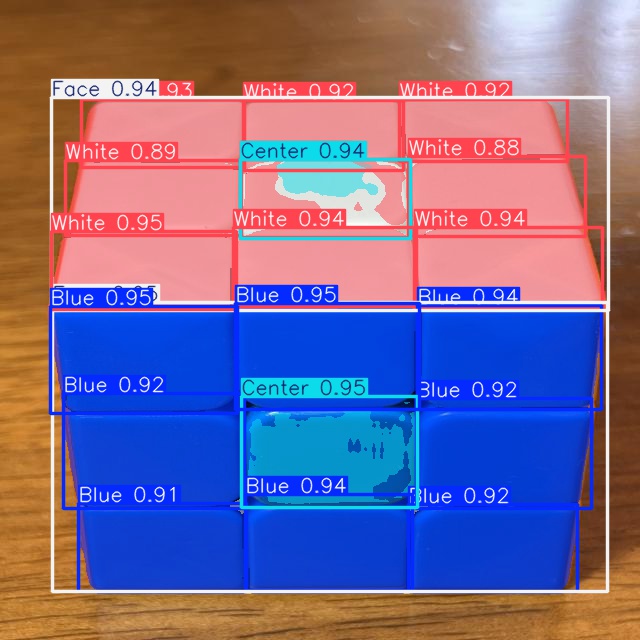 Face 0.94 93 White 0.92 White 0.92
White 0.89 Center 0.94 White 0.88
White 0.95 White 0.94 White 0.94
Blue 0.95 Blue 0.95 Blue 0.94
Blue 0.92 Center 0.95 Blue 0.92
Blue 0.91 Blue 0.94 Blue 0.92